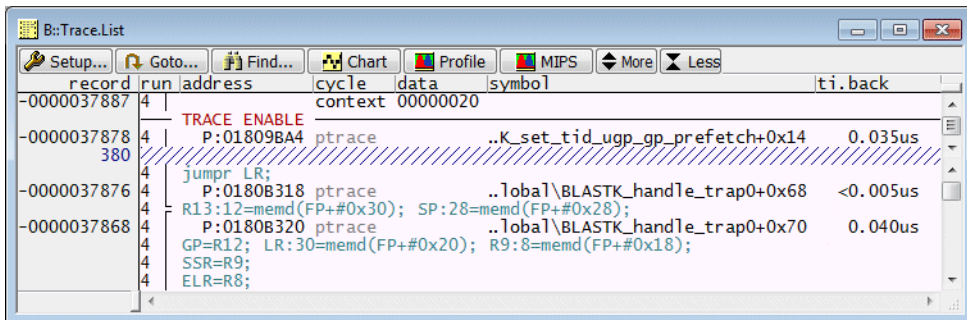 B::Trace.List
Setup... Goto... Find... Chart Profile MIPS More Less
record run address cycle data symbol ti.back
-0000037887 4 context 00000020
TRACE ENABLE
-0000037878 4 P:01809BA4 ptrace ..K_set_tid_ugp_gp_prefetch+0x14 0.035us
380
4 jumpr LR;
-0000037876 4 P:0180B318 ptrace ..lobal\BLASTK_handle_trap0+0x68 <0.005us
4 R13:12=memd(FP+#0x30); SP:28=memd(FP+#0x28);
-0000037868 4 P:0180B320 ptrace ..lobal\BLASTK_handle_trap0+0x70 0.040us
4 GP=R12; LR:30=memd(FP+#0x20); R9:8=memd(FP+#0x18);
4 SSR=R9;
4 ELR=R8;